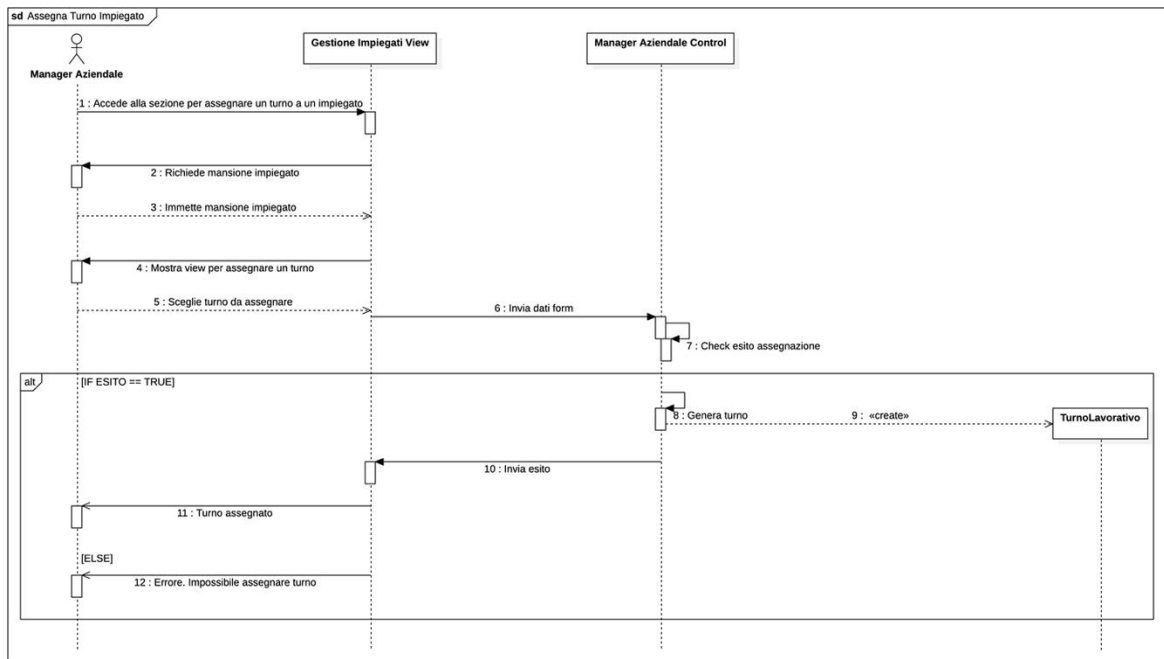 sd Assegna Turno Impiegato
Manager Aziendale
Gestione Impiegati View
Manager Aziendale Control
1 : Accede alla sezione per assegnare un turno a un impiegato
2 : Richiede mansione impiegato
3 : Immette mansione impiegato
4 : Mostra view per assegnare un turno
5 : Sceglie turno da assegnare
6 : Invia dati form
7 : Check esito assegnazione
alt
[IF ESITO == TRUE]
8 : Genera turno
9 : «create»
TurnoLavorativo
10 : Invia esito
11 : Turno assegnato
[ELSE]
12 : Errore. Impossibile assegnare turno